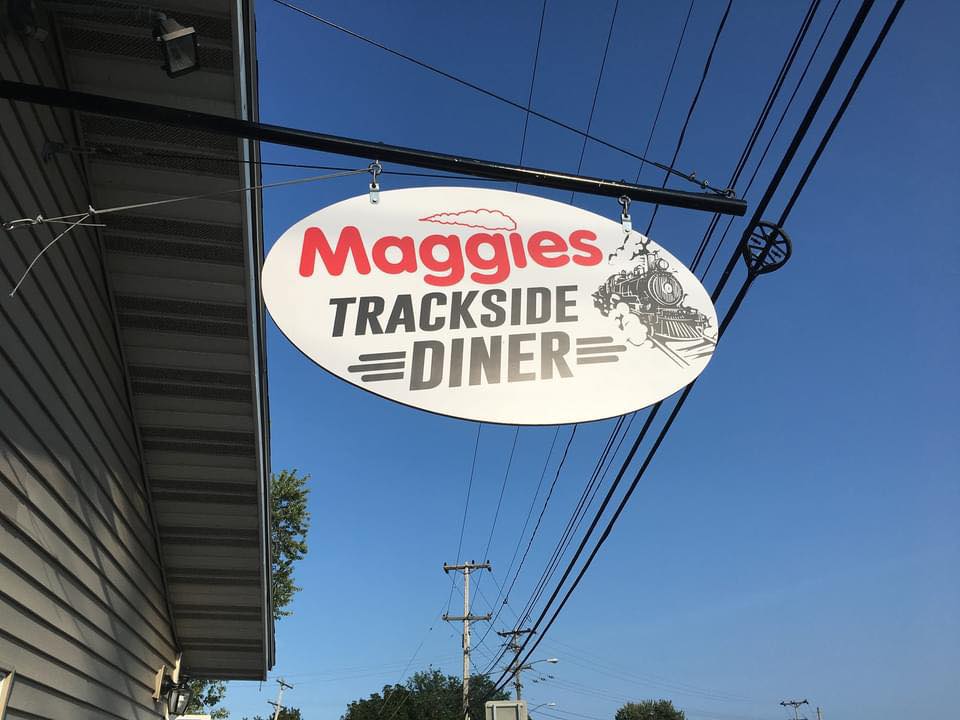 Maggies
TRACKSIDE
DINER